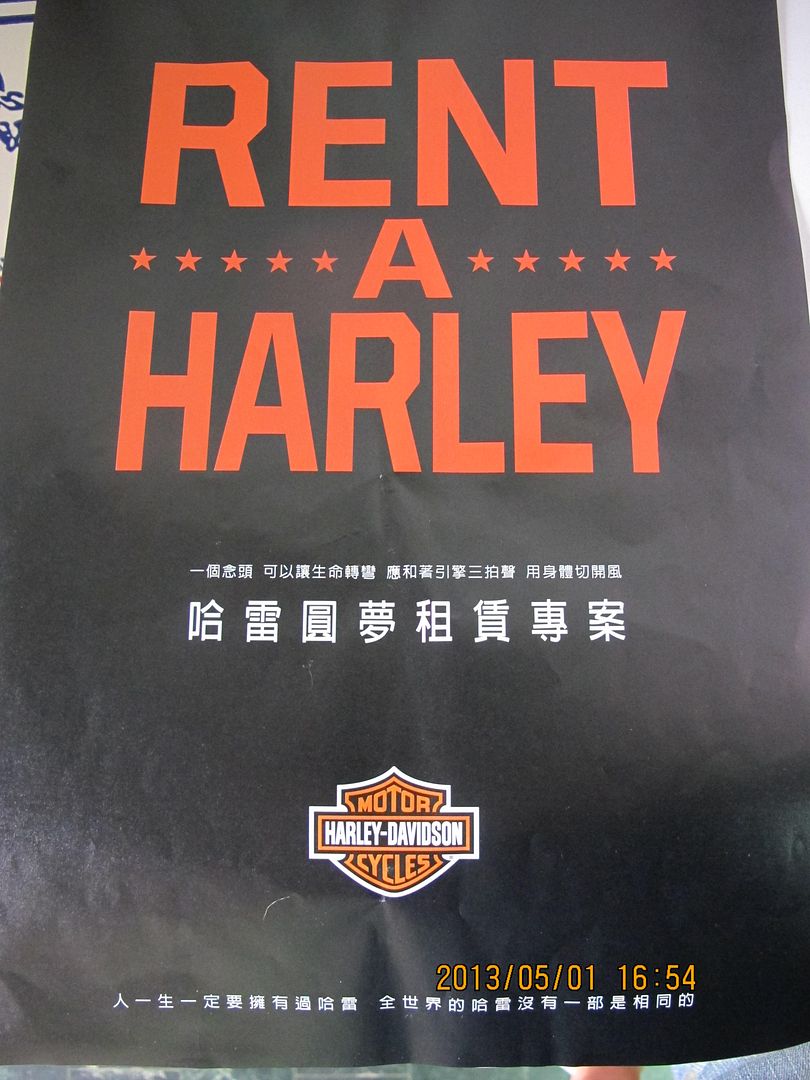 RENT
★★★★★ A ★★★★★
HARLEY
一個念頭 可以讓生命轉彎 應和著引擎三拍聲 用身體切開風
哈雷圓夢租賃專案
MOTOR
HARLEY-DAVIDSON
CYCLES
2013/05/01 16:54
人一生一定要擁有過哈雷 全世界的哈雷沒有一部是相同的